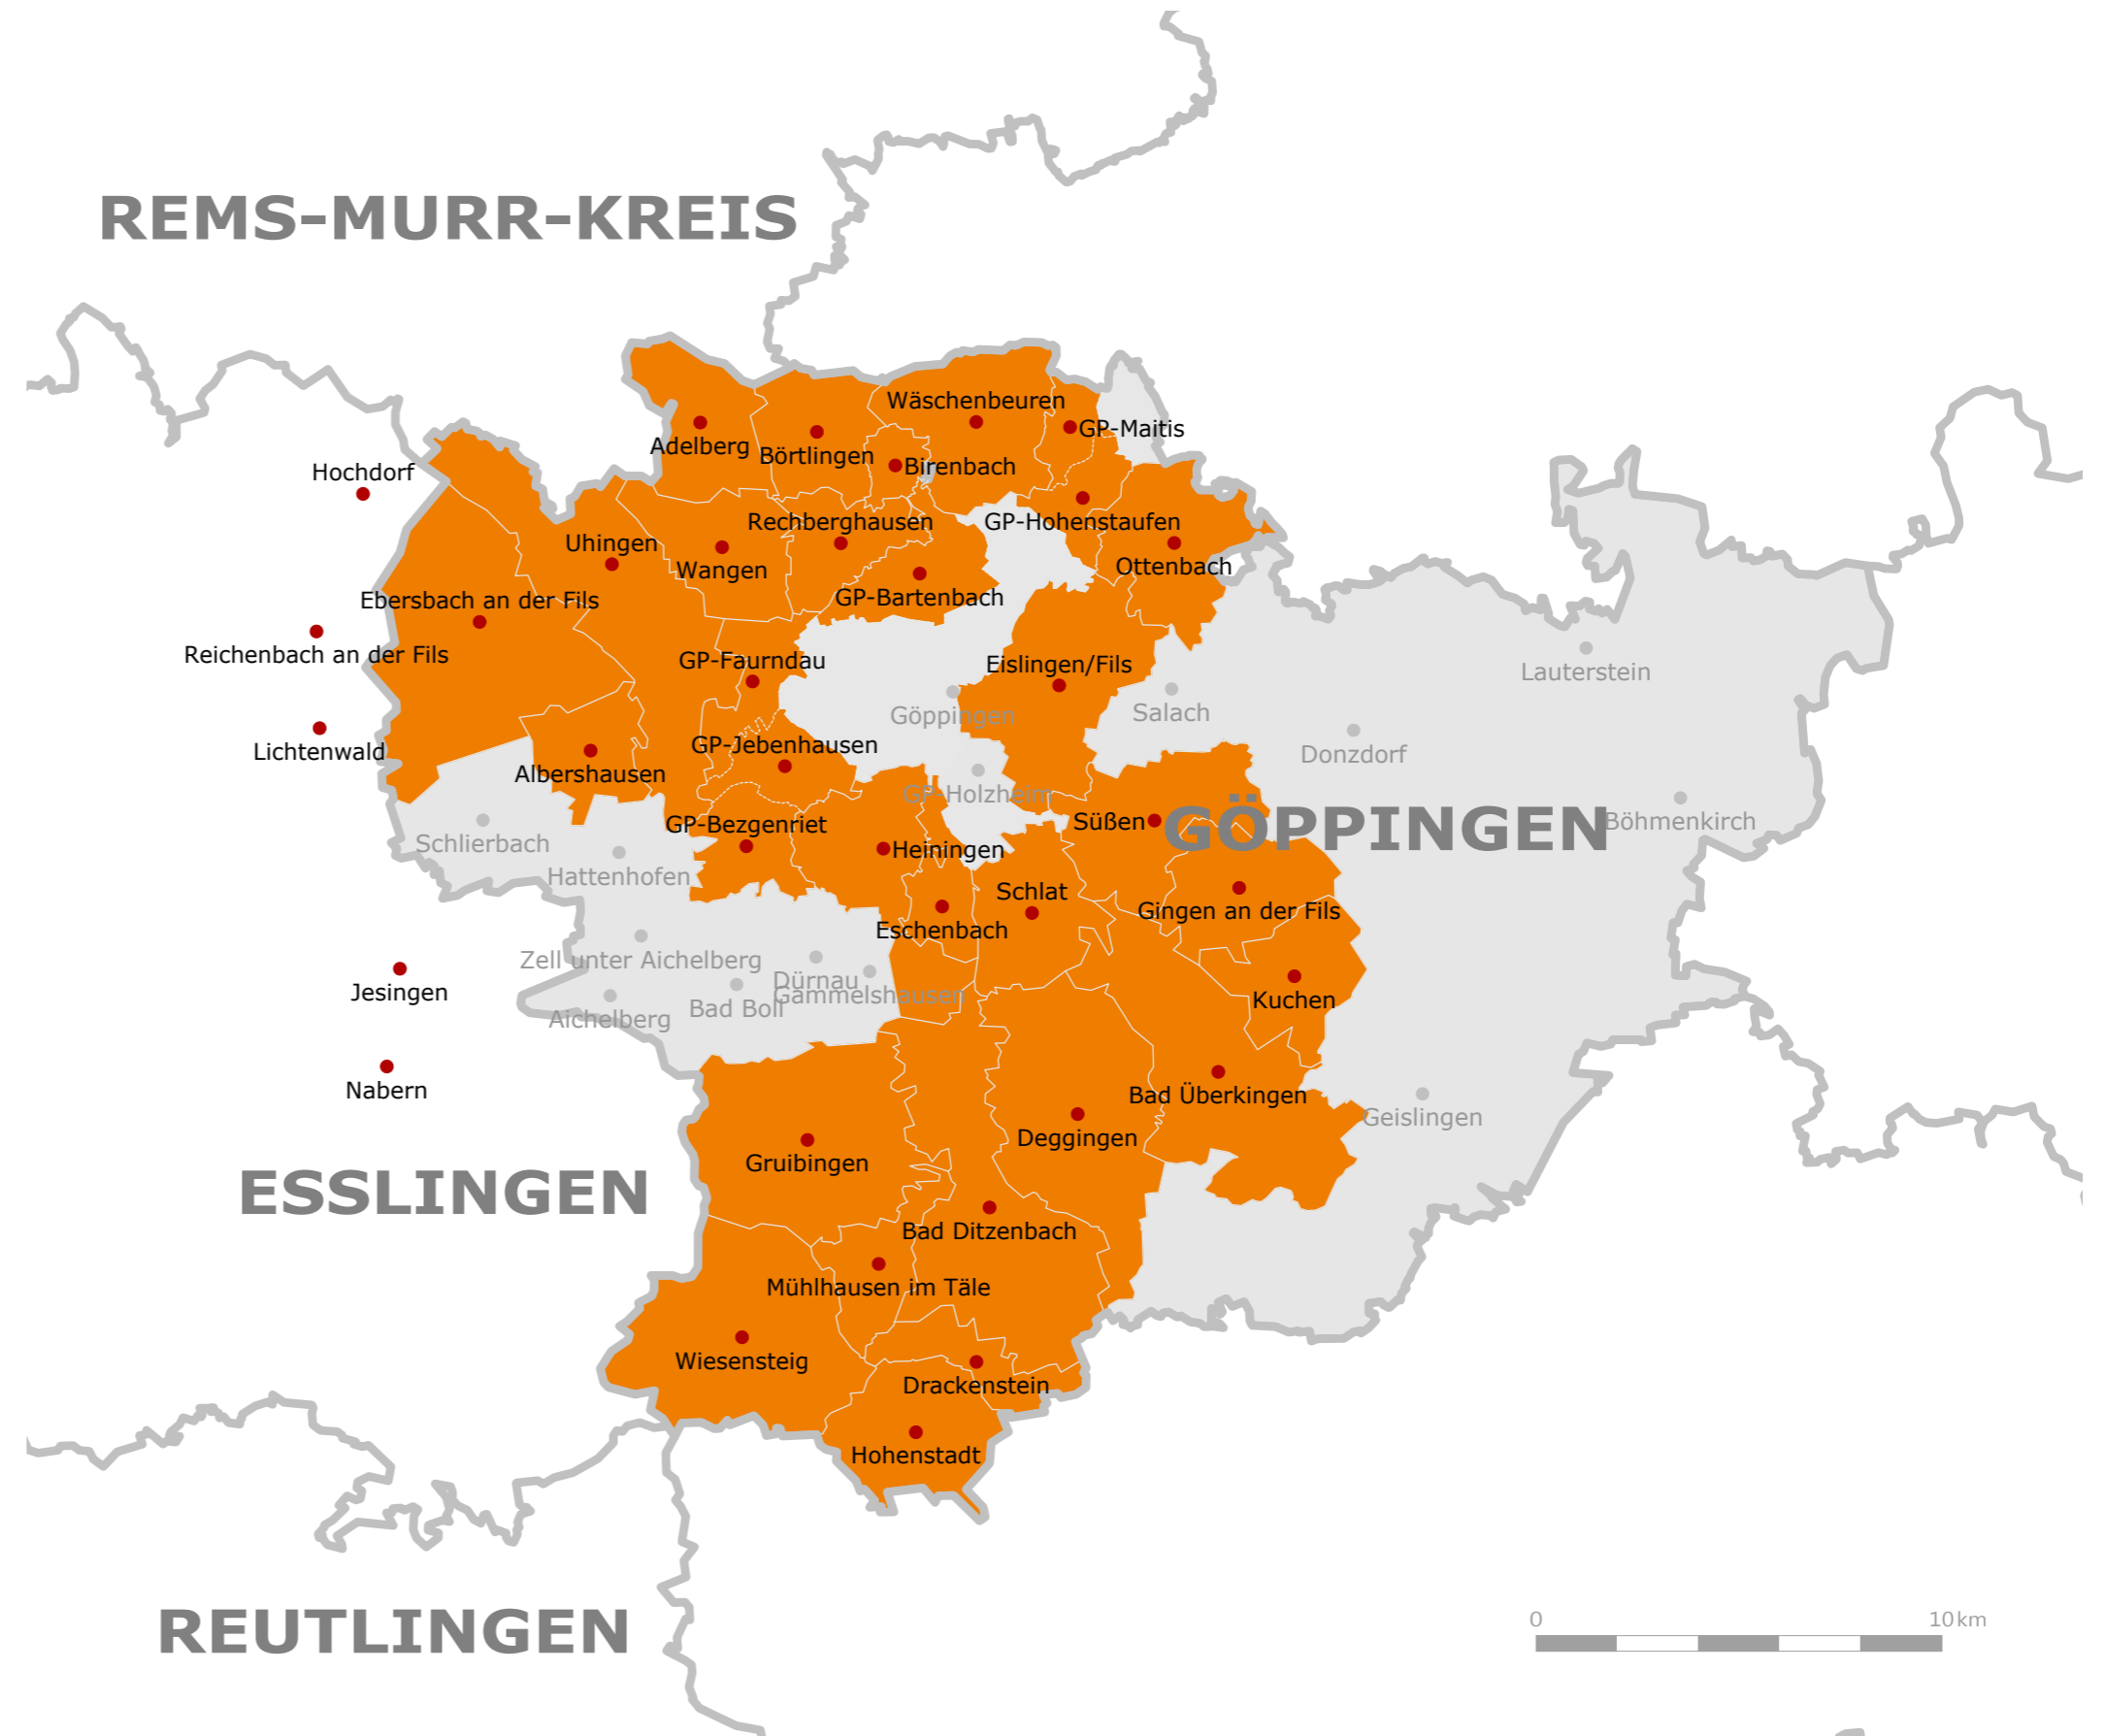 REMS-MURR-KREIS
Wäschenbeuren
GP-Maitis
Adelberg
Börtlingen
Birenbach
Hochdorf
Rechberghausen
GP-Hohenstaufen
Uhingen
Wangen
Ottenbach
Ebersbach an der Fils
GP-Bartenbach
Reichenbach an der Fils
GP-Faurndau
Eislingen/Fils
Lauterstein
Göppingen
Salach
Lichtenwald
GP-Jebenhausen
Donzdorf
Albershausen
GP-Holzheim
Süßen
GÖPPINGEN
Böhmenkirch
GP-Bezgenriet
Schlierbach
Heiningen
Hattenhofen
Schlat
Gingen an der Fils
Eschenbach
Zell unter Aichelberg
Dürnau
Gammelshausen
Jesingen
Bad Boll
Kuchen
Aichelberg
Nabern
Bad Überkingen
Geislingen
Deggingen
Gruibingen
ESSLINGEN
Bad Ditzenbach
Mühlhausen im Täle
Wiesensteig
Drackenstein
Hohenstadt
REUTLINGEN
0 10 km